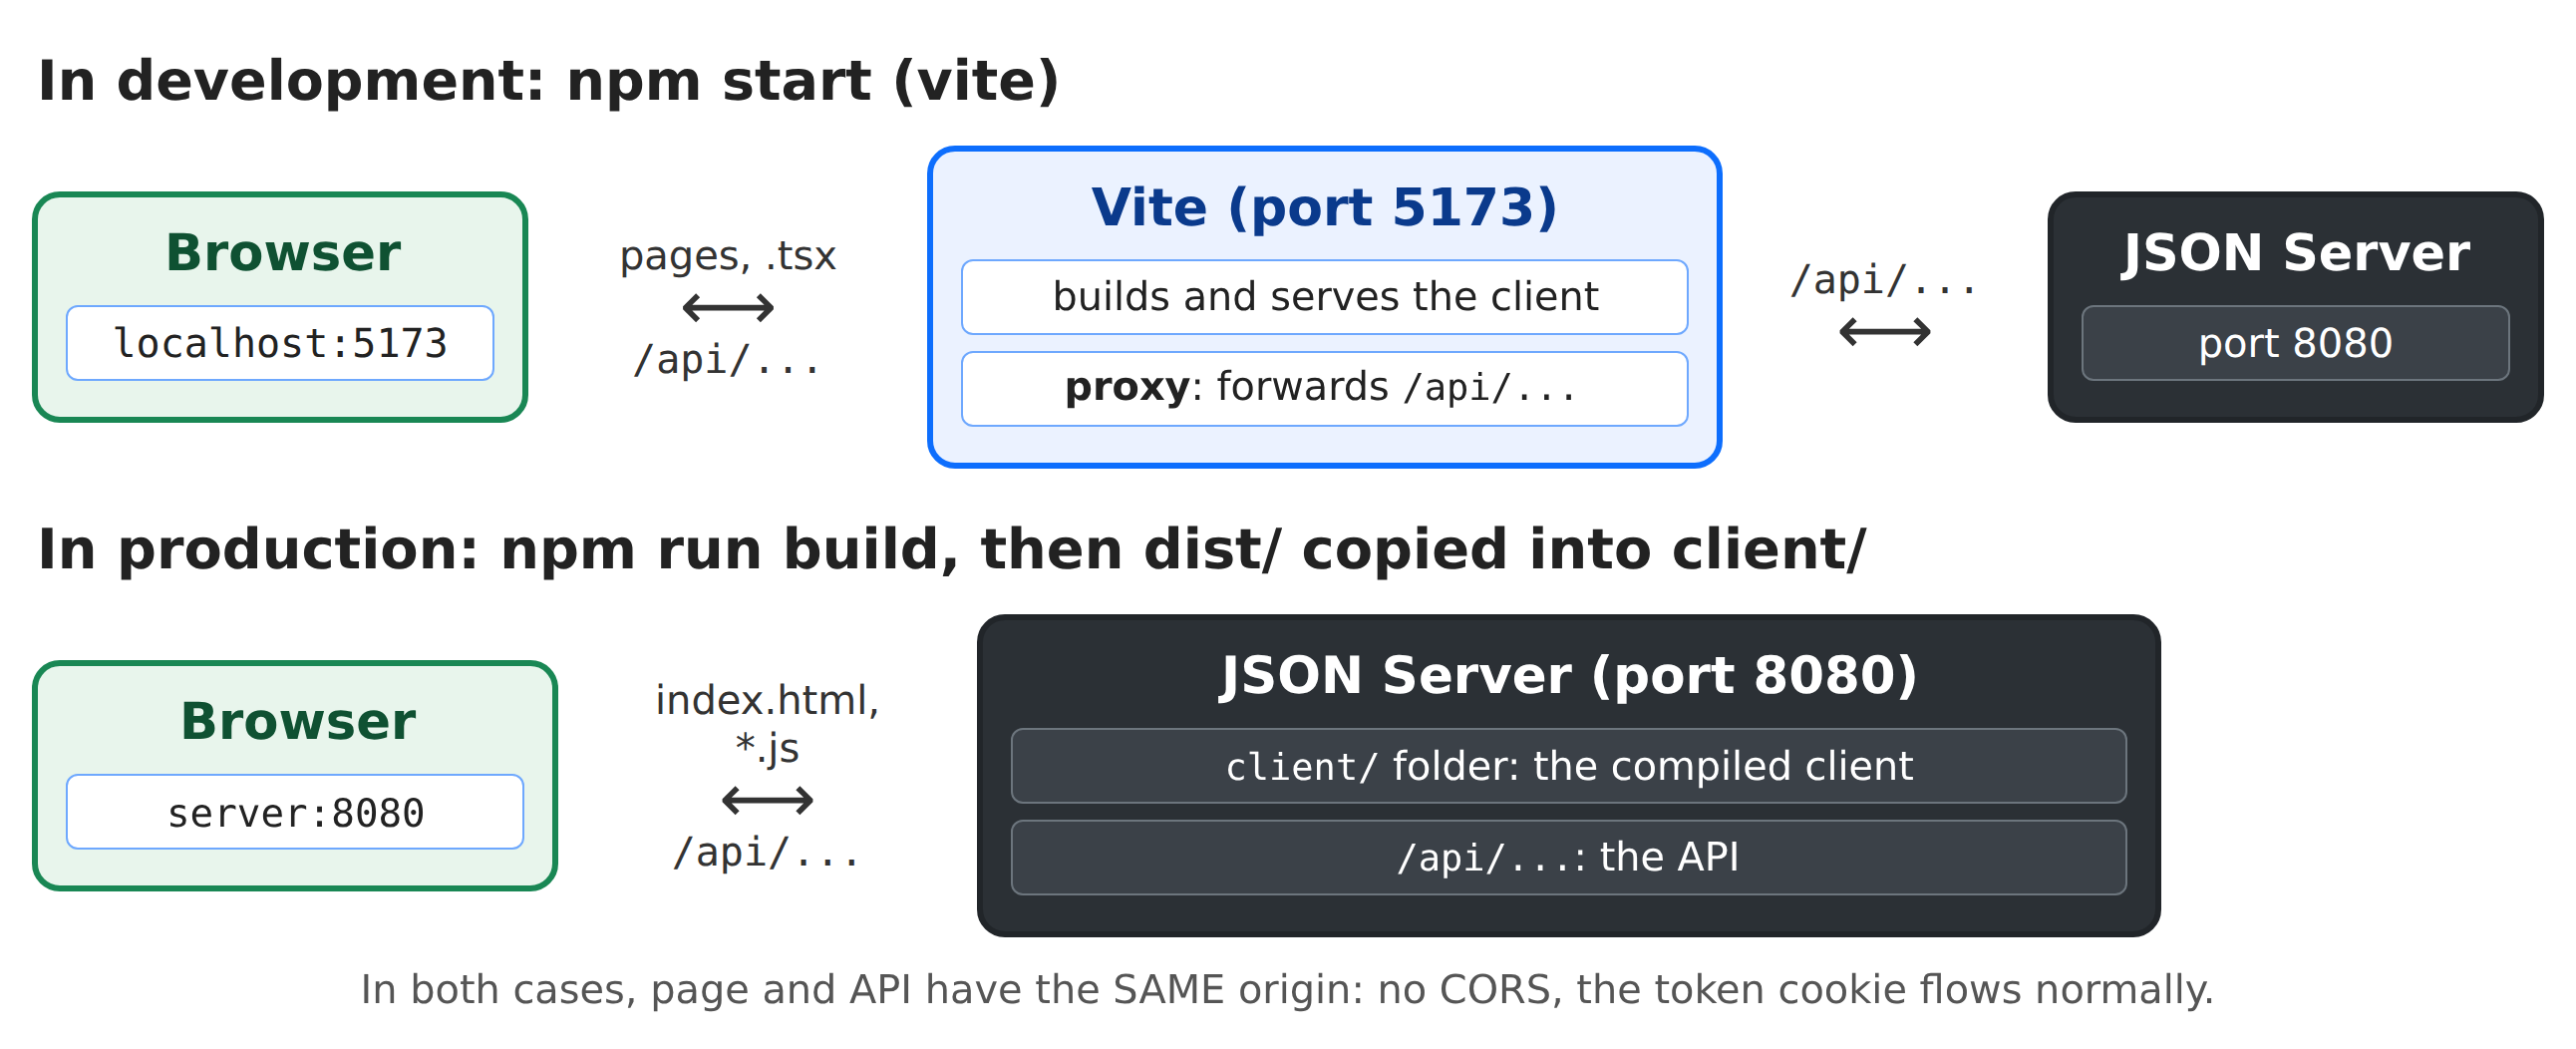 In development: npm start (vite)
Browser
localhost:5173
pages, .tsx
⟷
/api/...
Vite (port 5173)
builds and serves the client
proxy: forwards /api/...
/api/...
⟷
JSON Server
port 8080
In production: npm run build, then dist/ copied into client/
Browser
server:8080
index.html,
*.js
⟷
/api/...
JSON Server (port 8080)
client/ folder: the compiled client
/api/...: the API
In both cases, page and API have the SAME origin: no CORS, the token cookie flows normally.